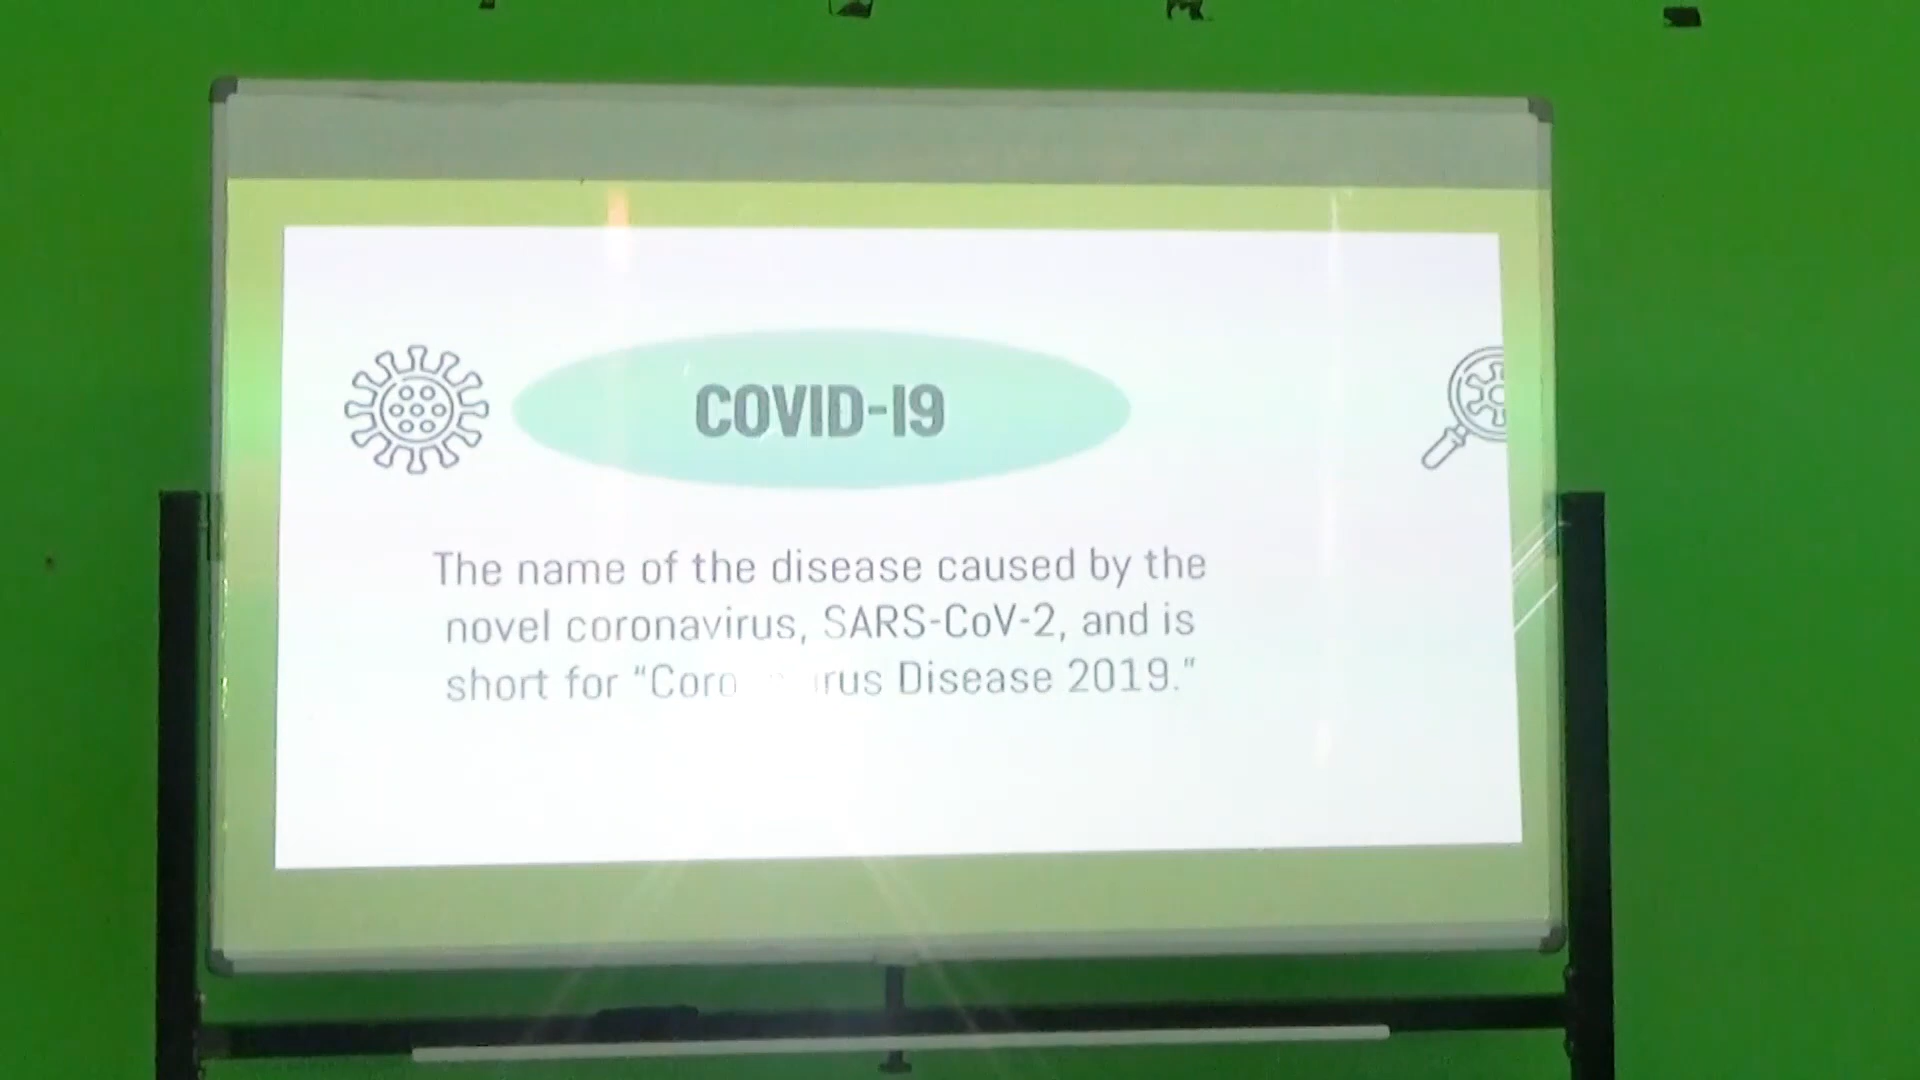 COVID-19
The name of the disease caused by the
novel coronavirus, SARS-CoV-2, and is
short for “ Disease 2019.”